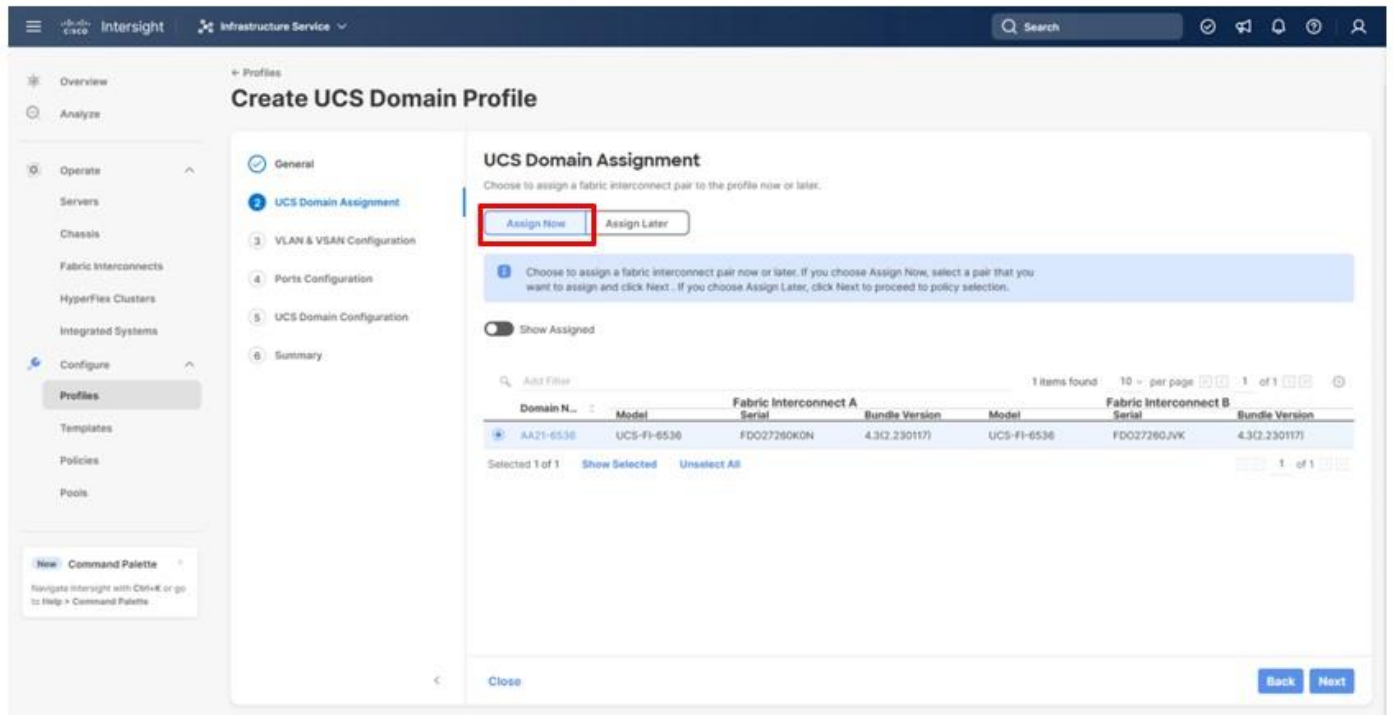 cisco Intersight Infrastructure Service Search
Overview
Analyze
Operate
Servers
Chassis
Fabric Interconnects
HyperFlex Clusters
Integrated Systems
Configure
Profiles
Templates
Policies
Pools
New Command Palette
Navigate Intersight with Ctrl+K or go
to Help > Command Palette
← Profiles
Create UCS Domain Profile
General
2 UCS Domain Assignment
3 VLAN & VSAN Configuration
4 Ports Configuration
5 UCS Domain Configuration
6 Summary
UCS Domain Assignment
Choose to assign a fabric interconnect pair to the profile now or later.
Assign Now Assign Later
Choose to assign a fabric interconnect pair now or later. If you choose Assign Now, select a pair that you
want to assign and click Next . If you choose Assign Later, click Next to proceed to policy selection.
Show Assigned
Add Filter 1 items found 10 per page 1 of 1
Fabric Interconnect A Fabric Interconnect B
Domain N... Model Serial Bundle Version Model Serial Bundle Version
AA21-6536 UCS-FI-6536 FDO27260K0N 4.3(2.230117) UCS-FI-6536 FDO27260JVK 4.3(2.230117)
Selected 1 of 1 Show Selected Unselect All 1 of 1
Close Back Next